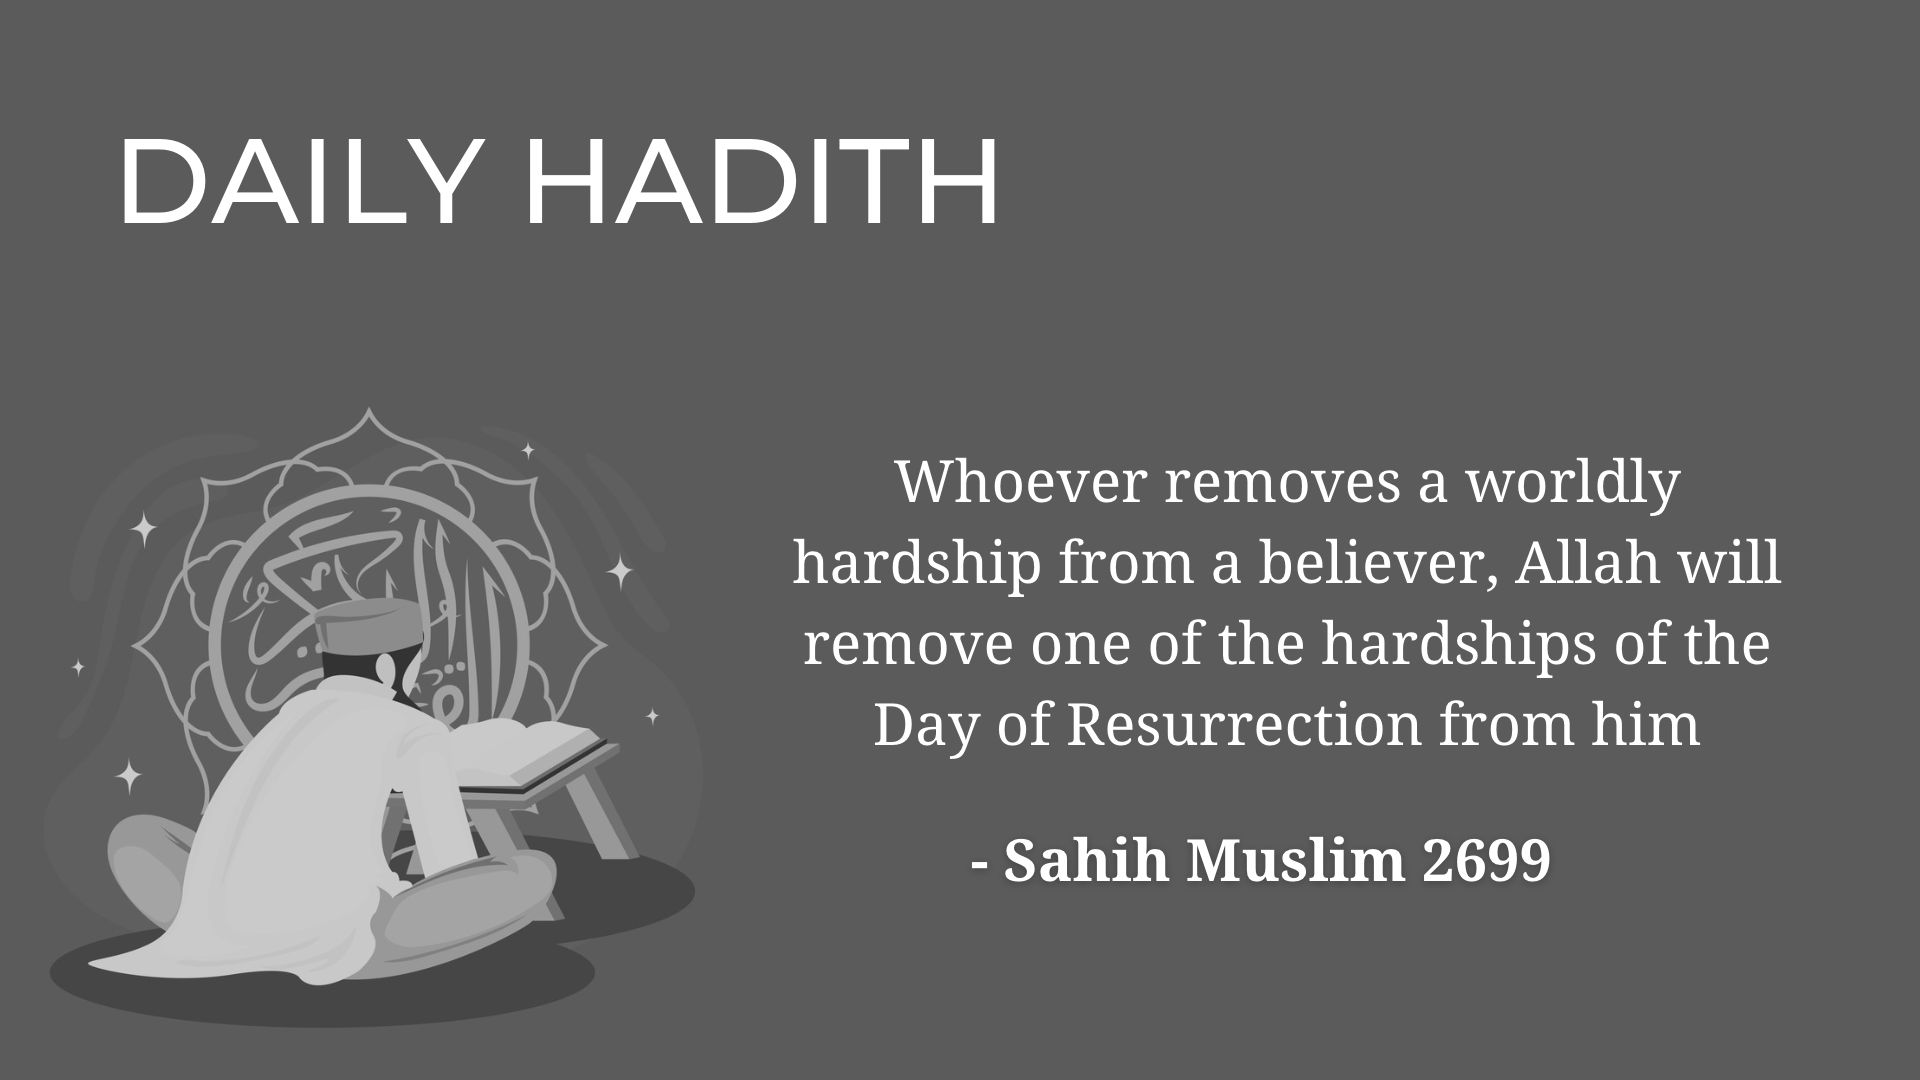 DAILY HADITH
Whoever removes a worldly
hardship from a believer, Allah will
remove one of the hardships of the
Day of Resurrection from him
- Sahih Muslim 2699